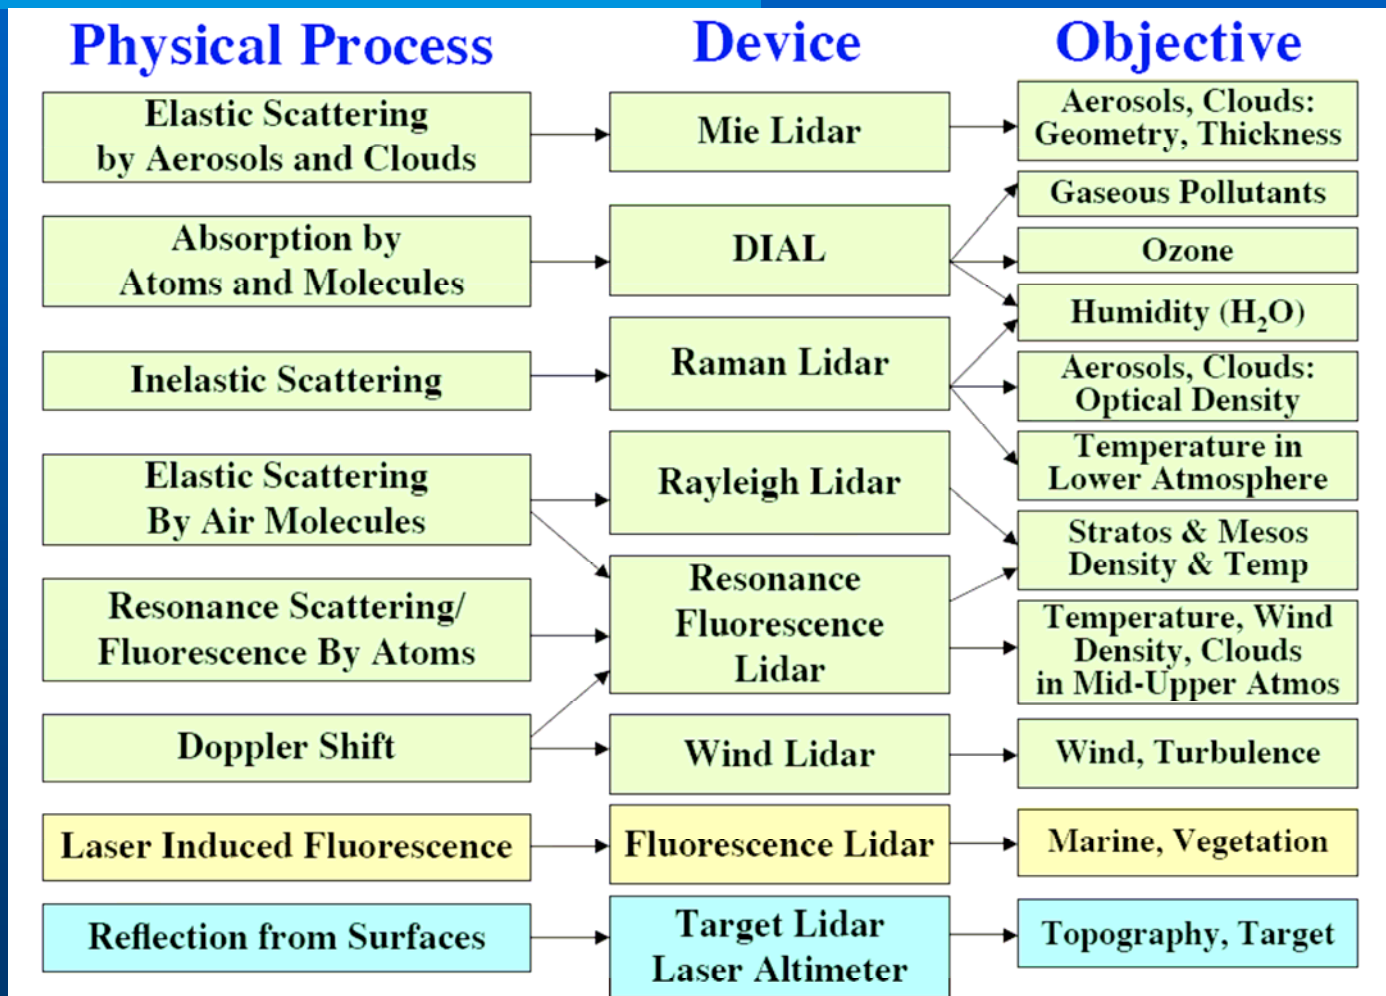 Physical Process
Device
Objective
Elastic Scattering
by Aerosols and Clouds
Mie Lidar
Aerosols, Clouds:
Geometry, Thickness
Absorption by
Atoms and Molecules
DIAL
Gaseous Pollutants
Ozone
Humidity (H₂O)
Inelastic Scattering
Raman Lidar
Aerosols, Clouds:
Optical Density
Temperature in
Lower Atmosphere
Elastic Scattering
By Air Molecules
Rayleigh Lidar
Stratos & Mesos
Density & Temp
Resonance Scattering/
Fluorescence By Atoms
Resonance
Fluorescence
Lidar
Temperature, Wind
Density, Clouds
in Mid-Upper Atmos
Doppler Shift
Wind Lidar
Wind, Turbulence
Laser Induced Fluorescence
Fluorescence Lidar
Marine, Vegetation
Reflection from Surfaces
Target Lidar
Laser Altimeter
Topography, Target